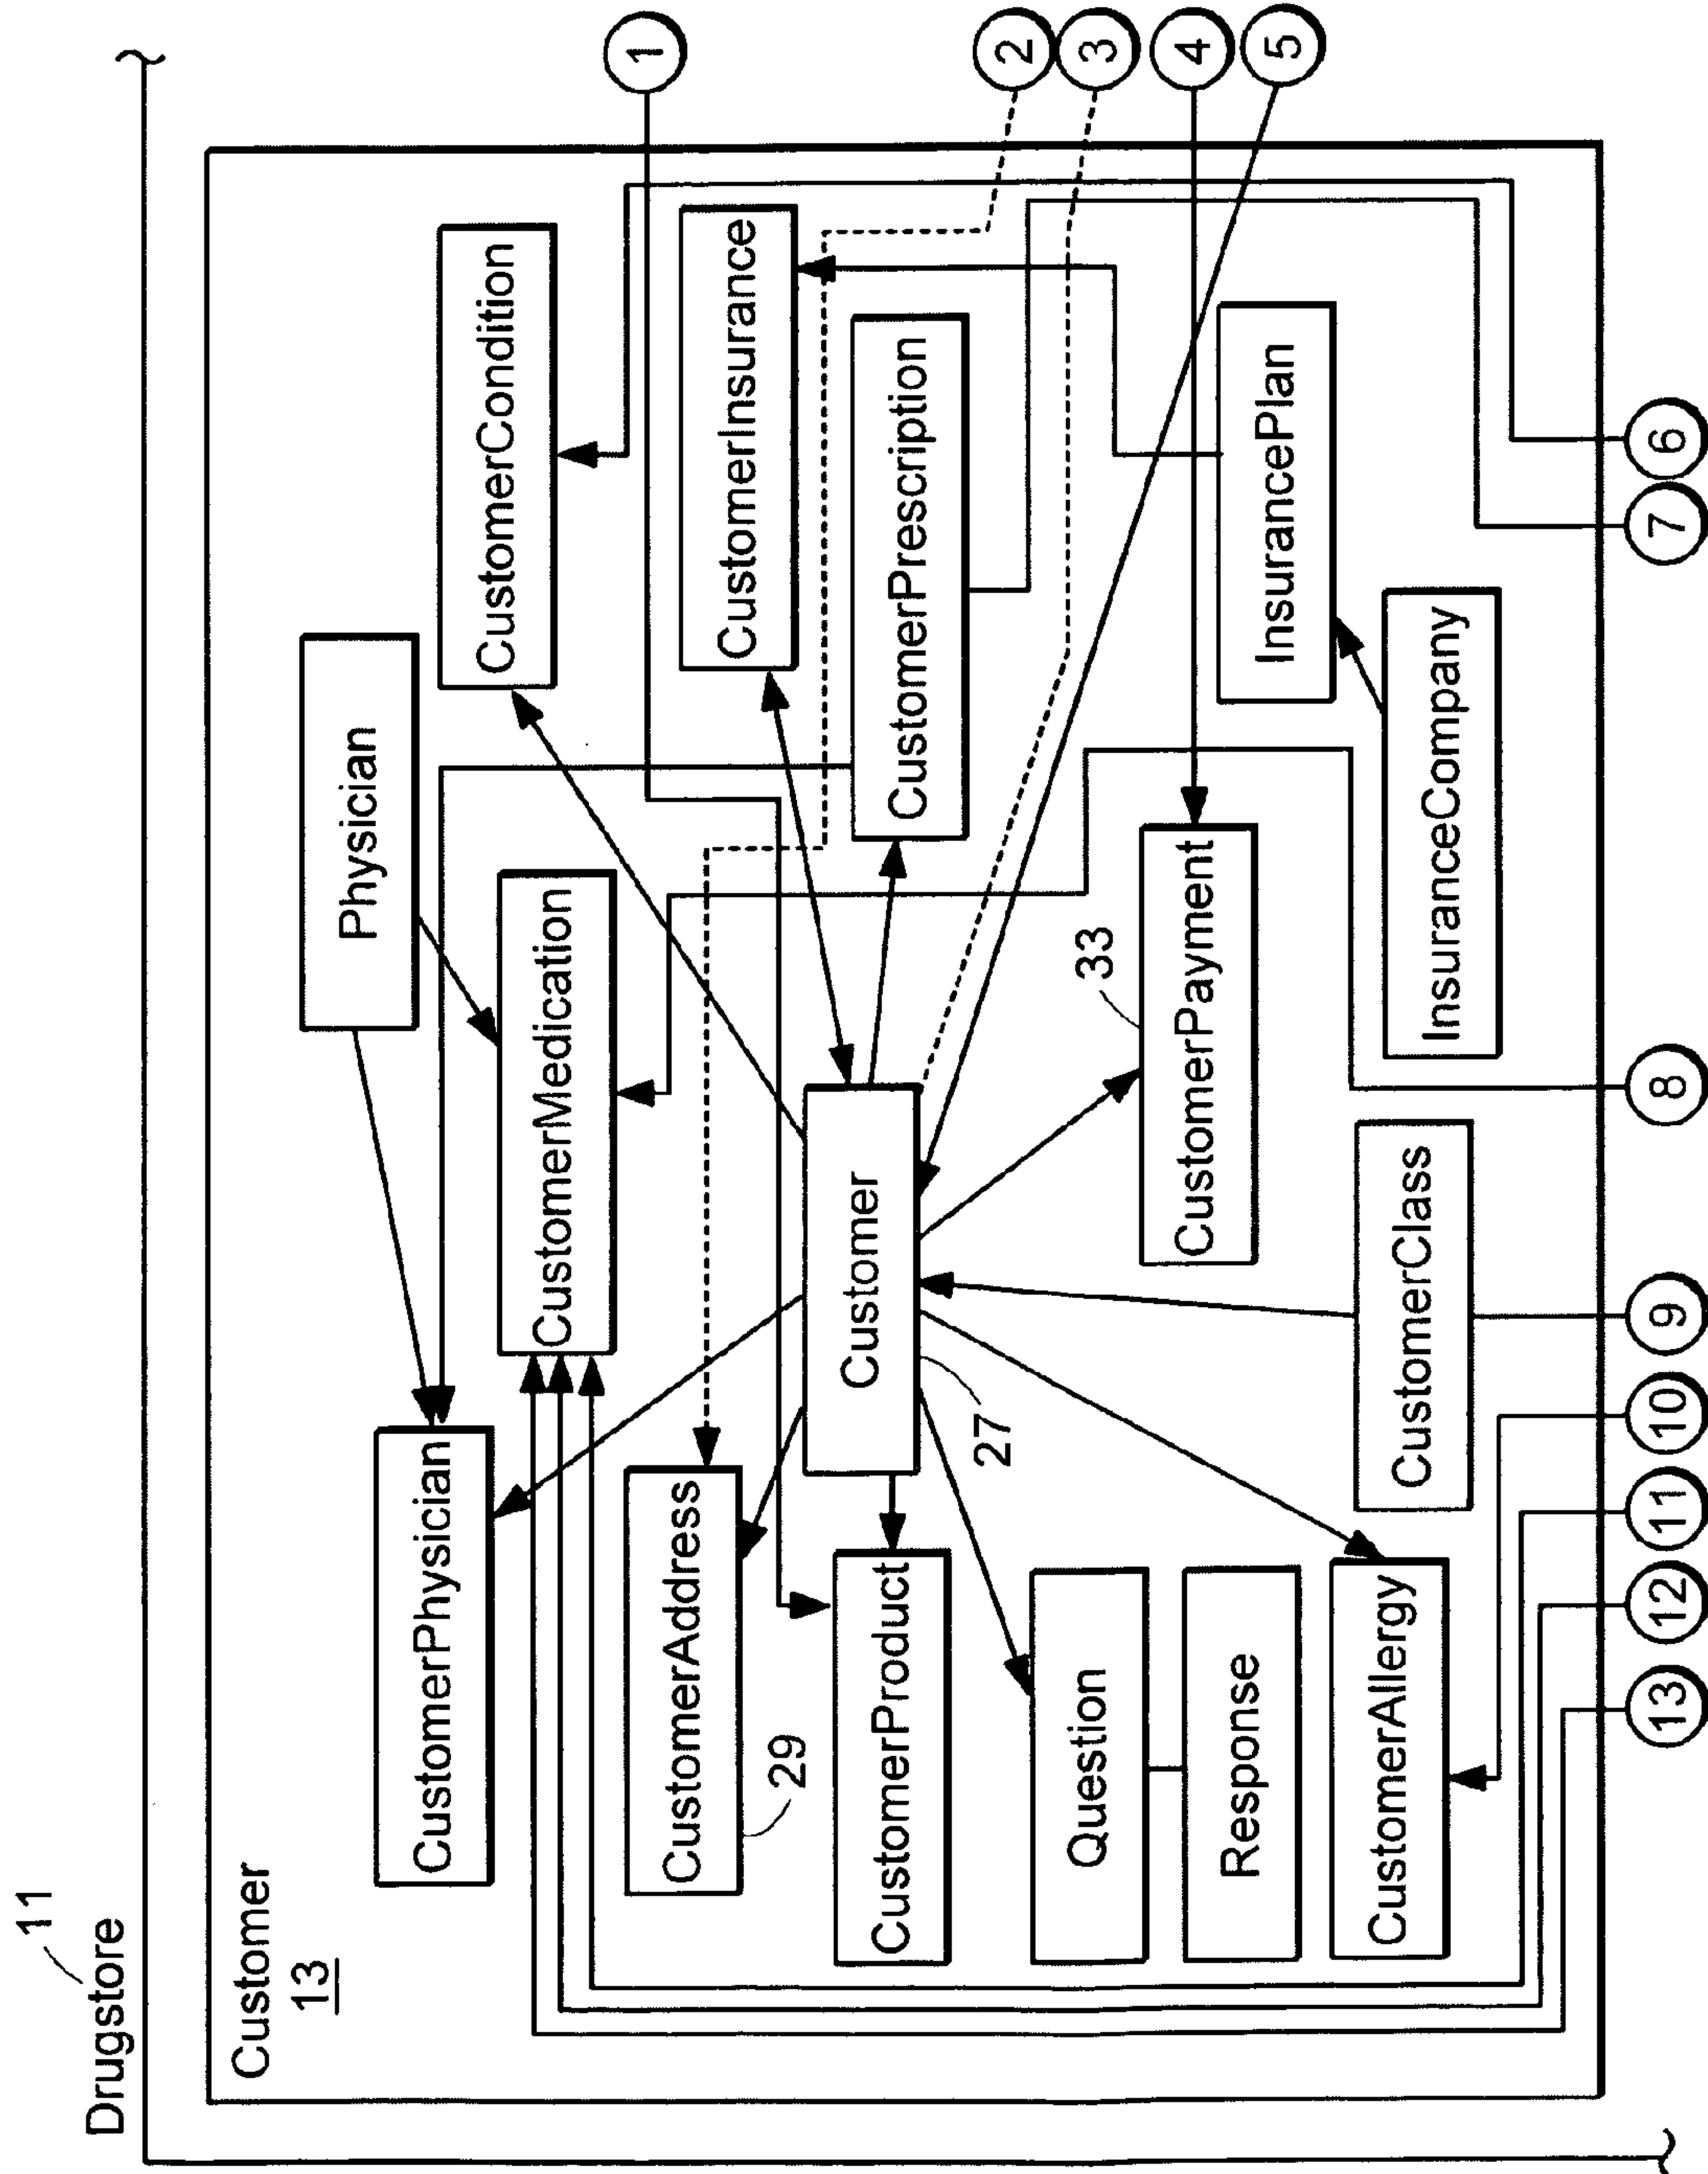 11
Drugstore
Customer
13
1
2
3
4
5
Physician
CustomerCondition
CustomerPhysician
CustomerMedication
CustomerInsurance
CustomerAddress
29
Customer
27
CustomerPrescription
CustomerProduct
33
CustomerPayment
InsurancePlan
Question
Response
CustomerAllergy
CustomerClass
InsuranceCompany
13
12
11
10
9
8
7
6